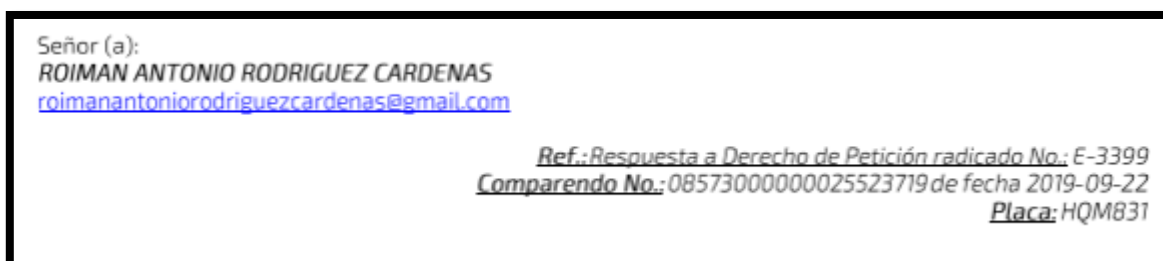 Señor (a):
ROIMAN ANTONIO RODRIGUEZ CARDENAS
roimanantoniorodriguezcardenas@gmail.com
Ref.: Respuesta a Derecho de Petición radicado No.: E-3399
Comparendo No.: 08573000000025523719 de fecha 2019-09-22
Placa: HQM831